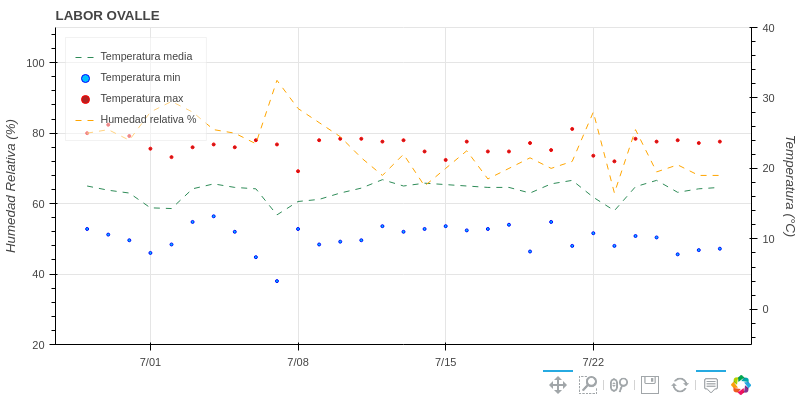 LABOR OVALLE
Temperatura media
Temperatura min
Temperatura max
Humedad relativa %
Humedad Relativa (%)
100
80
60
40
20
40
30
20
10
0
Temperatura (°C)
7/01
7/08
7/15
7/22